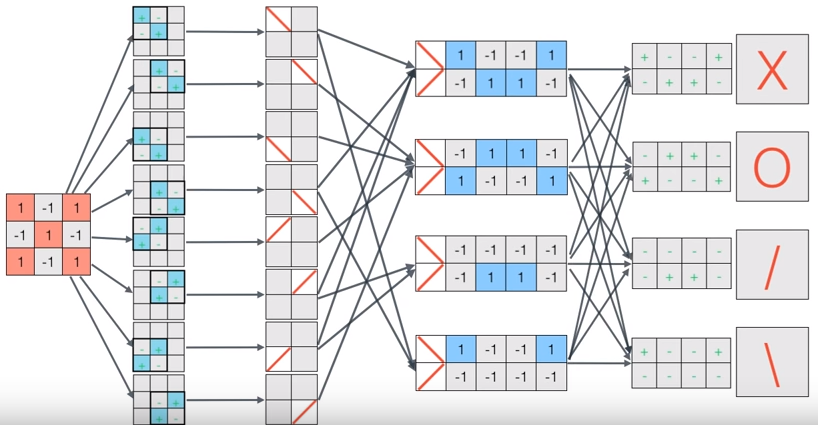 1 -1 1
-1 1 -1
1 -1 1
+ -
- +
+ -
- +
+ -
- +
+ -
- +
- +
+ -
- +
+ -
- +
+ -
- +
+ -
1 -1 -1 1
-1 1 1 -1
-1 1 1 -1
1 -1 -1 1
-1 -1 -1 -1
-1 1 1 -1
1 -1 -1 1
-1 -1 -1 -1
+ - - +
- + + -
X
- + + -
+ - - +
O
- - - -
- + + -
/
+ - - +
- - - -
\